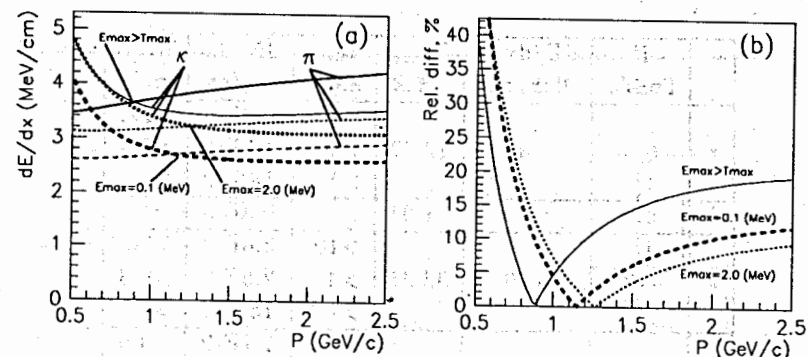 (a)
Emax>Tmax
κ
π
dE/dx (MeV/cm)
6
5
4
3
2
1
0
Emax=0.1 (MeV)
Emax=2.0 (MeV)
0.5
1
1.5
2
2.5
P (GeV/c)
(b)
Rel. diff, %
40
35
30
25
20
15
10
5
0
Emax>Tmax
Emax=0.1 (MeV)
Emax=2.0 (MeV)
0.5
1
1.5
2
2.5
P (GeV/c)